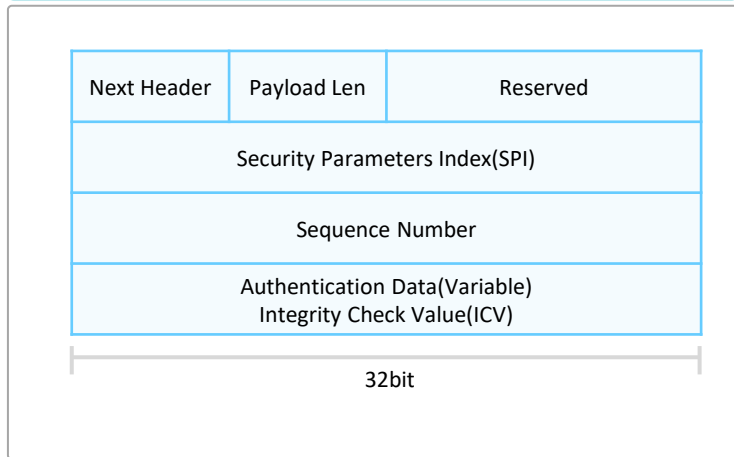 Next Header Payload Len Reserved
Security Parameters Index(SPI)
Sequence Number
Authentication Data(Variable)
Integrity Check Value(ICV)
32bit